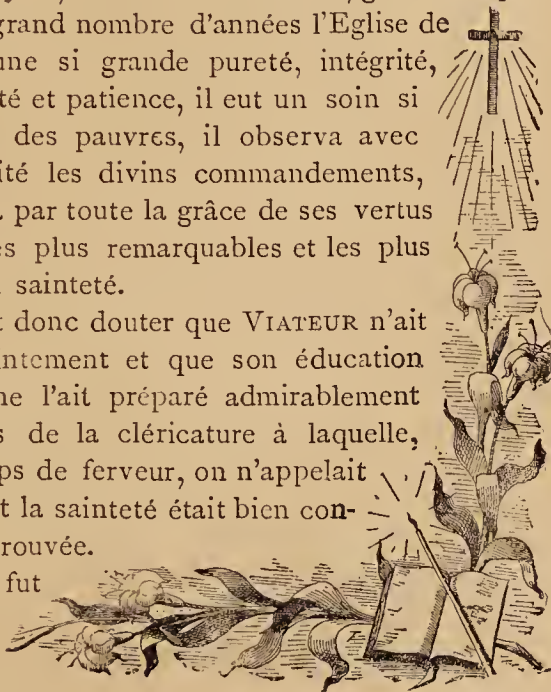 grand nombre d'années l'Eglise de
une si grande pureté, intégrité,
té et patience, il eut un soin si
des pauvres, il observa avec
ité les divins commandements,
par toute la grâce de ses vertus
es plus remarquables et les plus
sainteté.
donc douter que VIATEUR n'ait
intement et que son éducation
ne l'ait préparé admirablement
s de la cléricature à laquelle,
ps de ferveur, on n'appelait
t la sainteté était bien con-
rouvée.
fut